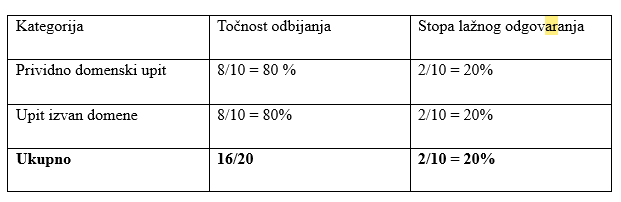 Kategorija Točnost odbijanja Stopa lažnog odgovaranja
Prividno domenski upit 8/10 = 80 % 2/10 = 20%
Upit izvan domene 8/10 = 80% 2/10 = 20%
Ukupno 16/20 2/10 = 20%